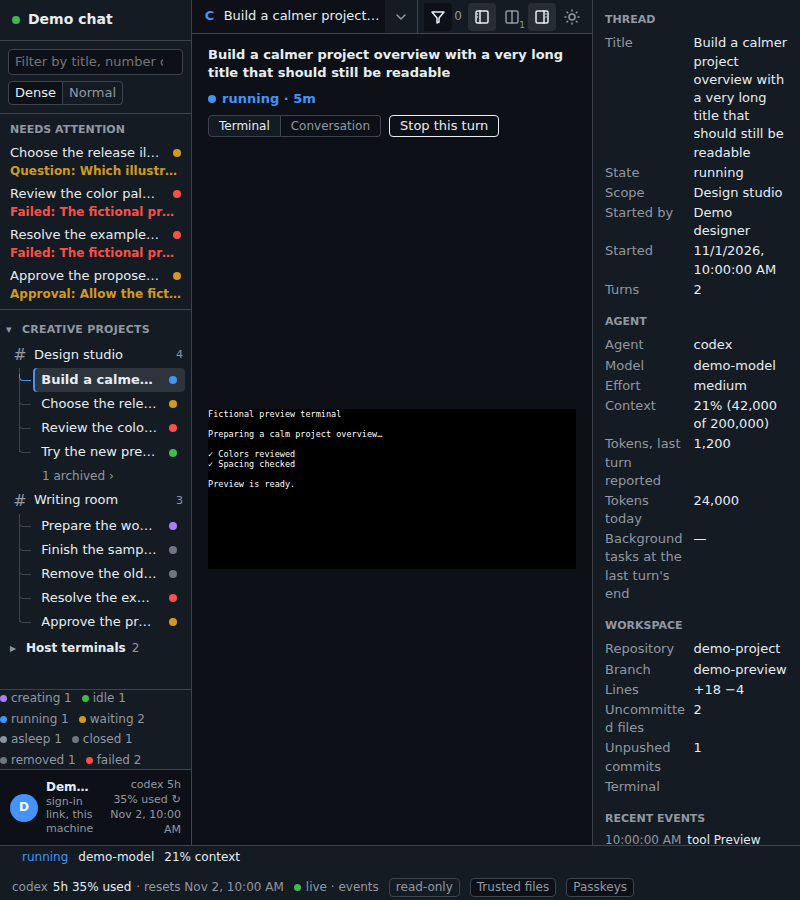 Demo chat
Filter by title, number o
Dense Normal
NEEDS ATTENTION
Choose the release il…
Question: Which illustr…
Review the color pal…
Failed: The fictional pr…
Resolve the example…
Failed: The fictional pr…
Approve the propose…
Approval: Allow the fict…
▾ CREATIVE PROJECTS
# Design studio 4
Build a calme…
Choose the rele…
Review the colo…
Try the new pre…
1 archived ›
# Writing room 3
Prepare the wo…
Finish the samp…
Remove the old…
Resolve the ex…
Approve the pr…
▸ Host terminals 2
creating 1 idle 1
running 1 waiting 2
asleep 1 closed 1
removed 1 failed 2
D
Dem…
sign-in
link, this
machine
codex 5h
35% used ↻
Nov 2, 10:00
AM
C Build a calmer project…
0
1
Build a calmer project overview with a very long
title that should still be readable
running · 5m
Terminal Conversation Stop this turn
Fictional preview terminal
Preparing a calm project overview…
✓ Colors reviewed
✓ Spacing checked
Preview is ready.
THREAD
Title Build a calmer
project
overview with
a very long
title that
should still be
readable
State running
Scope Design studio
Started by Demo
designer
Started 11/1/2026,
10:00:00 AM
Turns 2
AGENT
Agent codex
Model demo-model
Effort medium
Context 21% (42,000
of 200,000)
Tokens, last 1,200
turn
reported
Tokens 24,000
today
Background —
tasks at the
last turn's
end
WORKSPACE
Repository demo-project
Branch demo-preview
Lines +18 −4
Uncommitte 2
d files
Unpushed 1
commits
Terminal
RECENT EVENTS
10:00:00 AM tool Preview
running demo-model 21% context
codex 5h 35% used · resets Nov 2, 10:00 AM live · events read-only Trusted files Passkeys